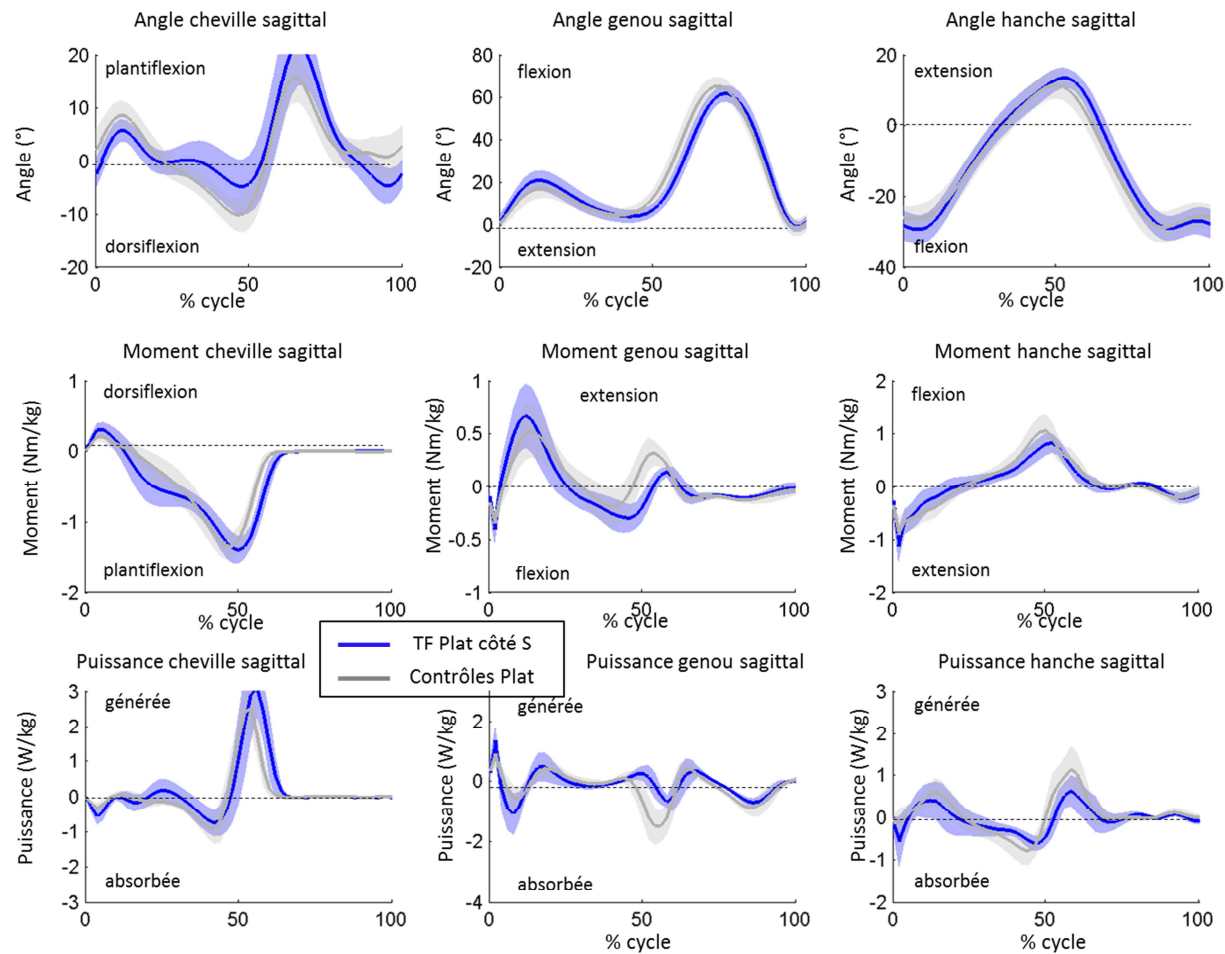 Angle cheville sagittal
Angle genou sagittal
Angle hanche sagittal
20
10
0
-10
-20
Angle (°)
plantiflexion
dorsiflexion
0
50
100
% cycle
80
60
40
20
0
-20
Angle (°)
flexion
extension
0
50
100
% cycle
20
0
-20
-40
Angle (°)
extension
flexion
0
50
100
% cycle
Moment cheville sagittal
Moment genou sagittal
Moment hanche sagittal
1
0
-1
-2
Moment (Nm/kg)
dorsiflexion
plantiflexion
0
50
100
% cycle
1
0.5
0
-0.5
-1
Moment (Nm/kg)
extension
flexion
0
50
100
% cycle
2
1
0
-1
-2
Moment (Nm/kg)
flexion
extension
0
50
100
% cycle
TF Plat côté S
Contrôles Plat
Puissance cheville sagittal
Puissance genou sagittal
Puissance hanche sagittal
3
2
1
0
-1
-2
-3
Puissance (W/kg)
générée
absorbée
0
50
100
% cycle
2
0
-2
-4
Puissance (W/kg)
générée
absorbée
0
50
100
% cycle
3
2
1
0
-1
-2
Puissance (W/kg)
générée
absorbée
0
50
100
% cycle